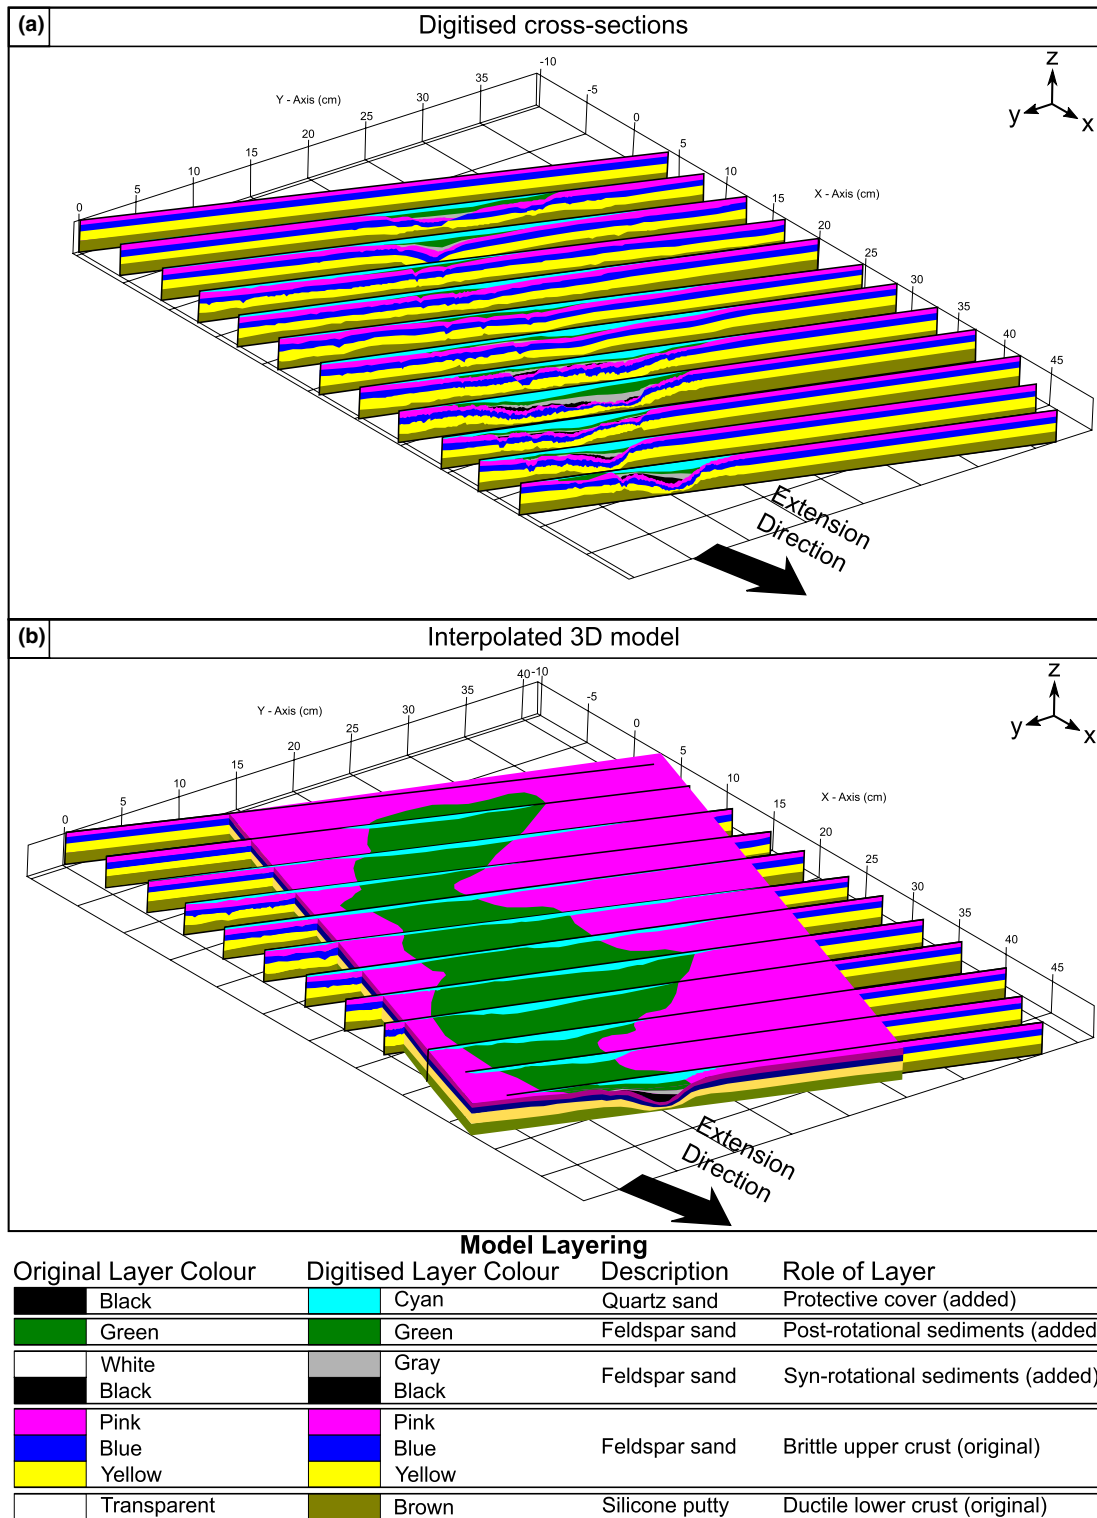 (a)
Digitised cross-sections
z
y
x
Y - Axis (cm)
0
5
10
15
20
25
30
35
-10
-5
0
5
10
15
20
25
30
35
40
45
X - Axis (cm)
Extension
Direction
(b)
Interpolated 3D model
z
y
x
Y - Axis (cm)
0
5
10
15
20
25
30
35
40
-10
-5
0
5
10
15
20
25
30
35
40
45
X - Axis (cm)
Extension
Direction
Model Layering
Original Layer Colour Digitised Layer Colour Description Role of Layer
Black Cyan Quartz sand Protective cover (added)
Green Green Feldspar sand Post-rotational sediments (added
White Gray
Feldspar sand Syn-rotational sediments (added)
Black Black
Pink Pink
Blue Blue Feldspar sand Brittle upper crust (original)
Yellow Yellow
Transparent Brown Silicone putty Ductile lower crust (original)